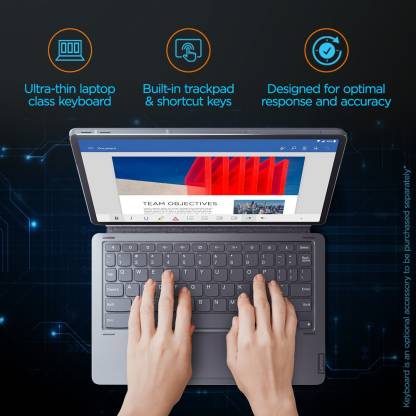 Ultra-thin laptop
class keyboard
Built-in trackpad
& shortcut keys
Designed for optimal
response and accuracy
TEAM OBJECTIVES
Keyboard is an optional accessory to be purchased separately*